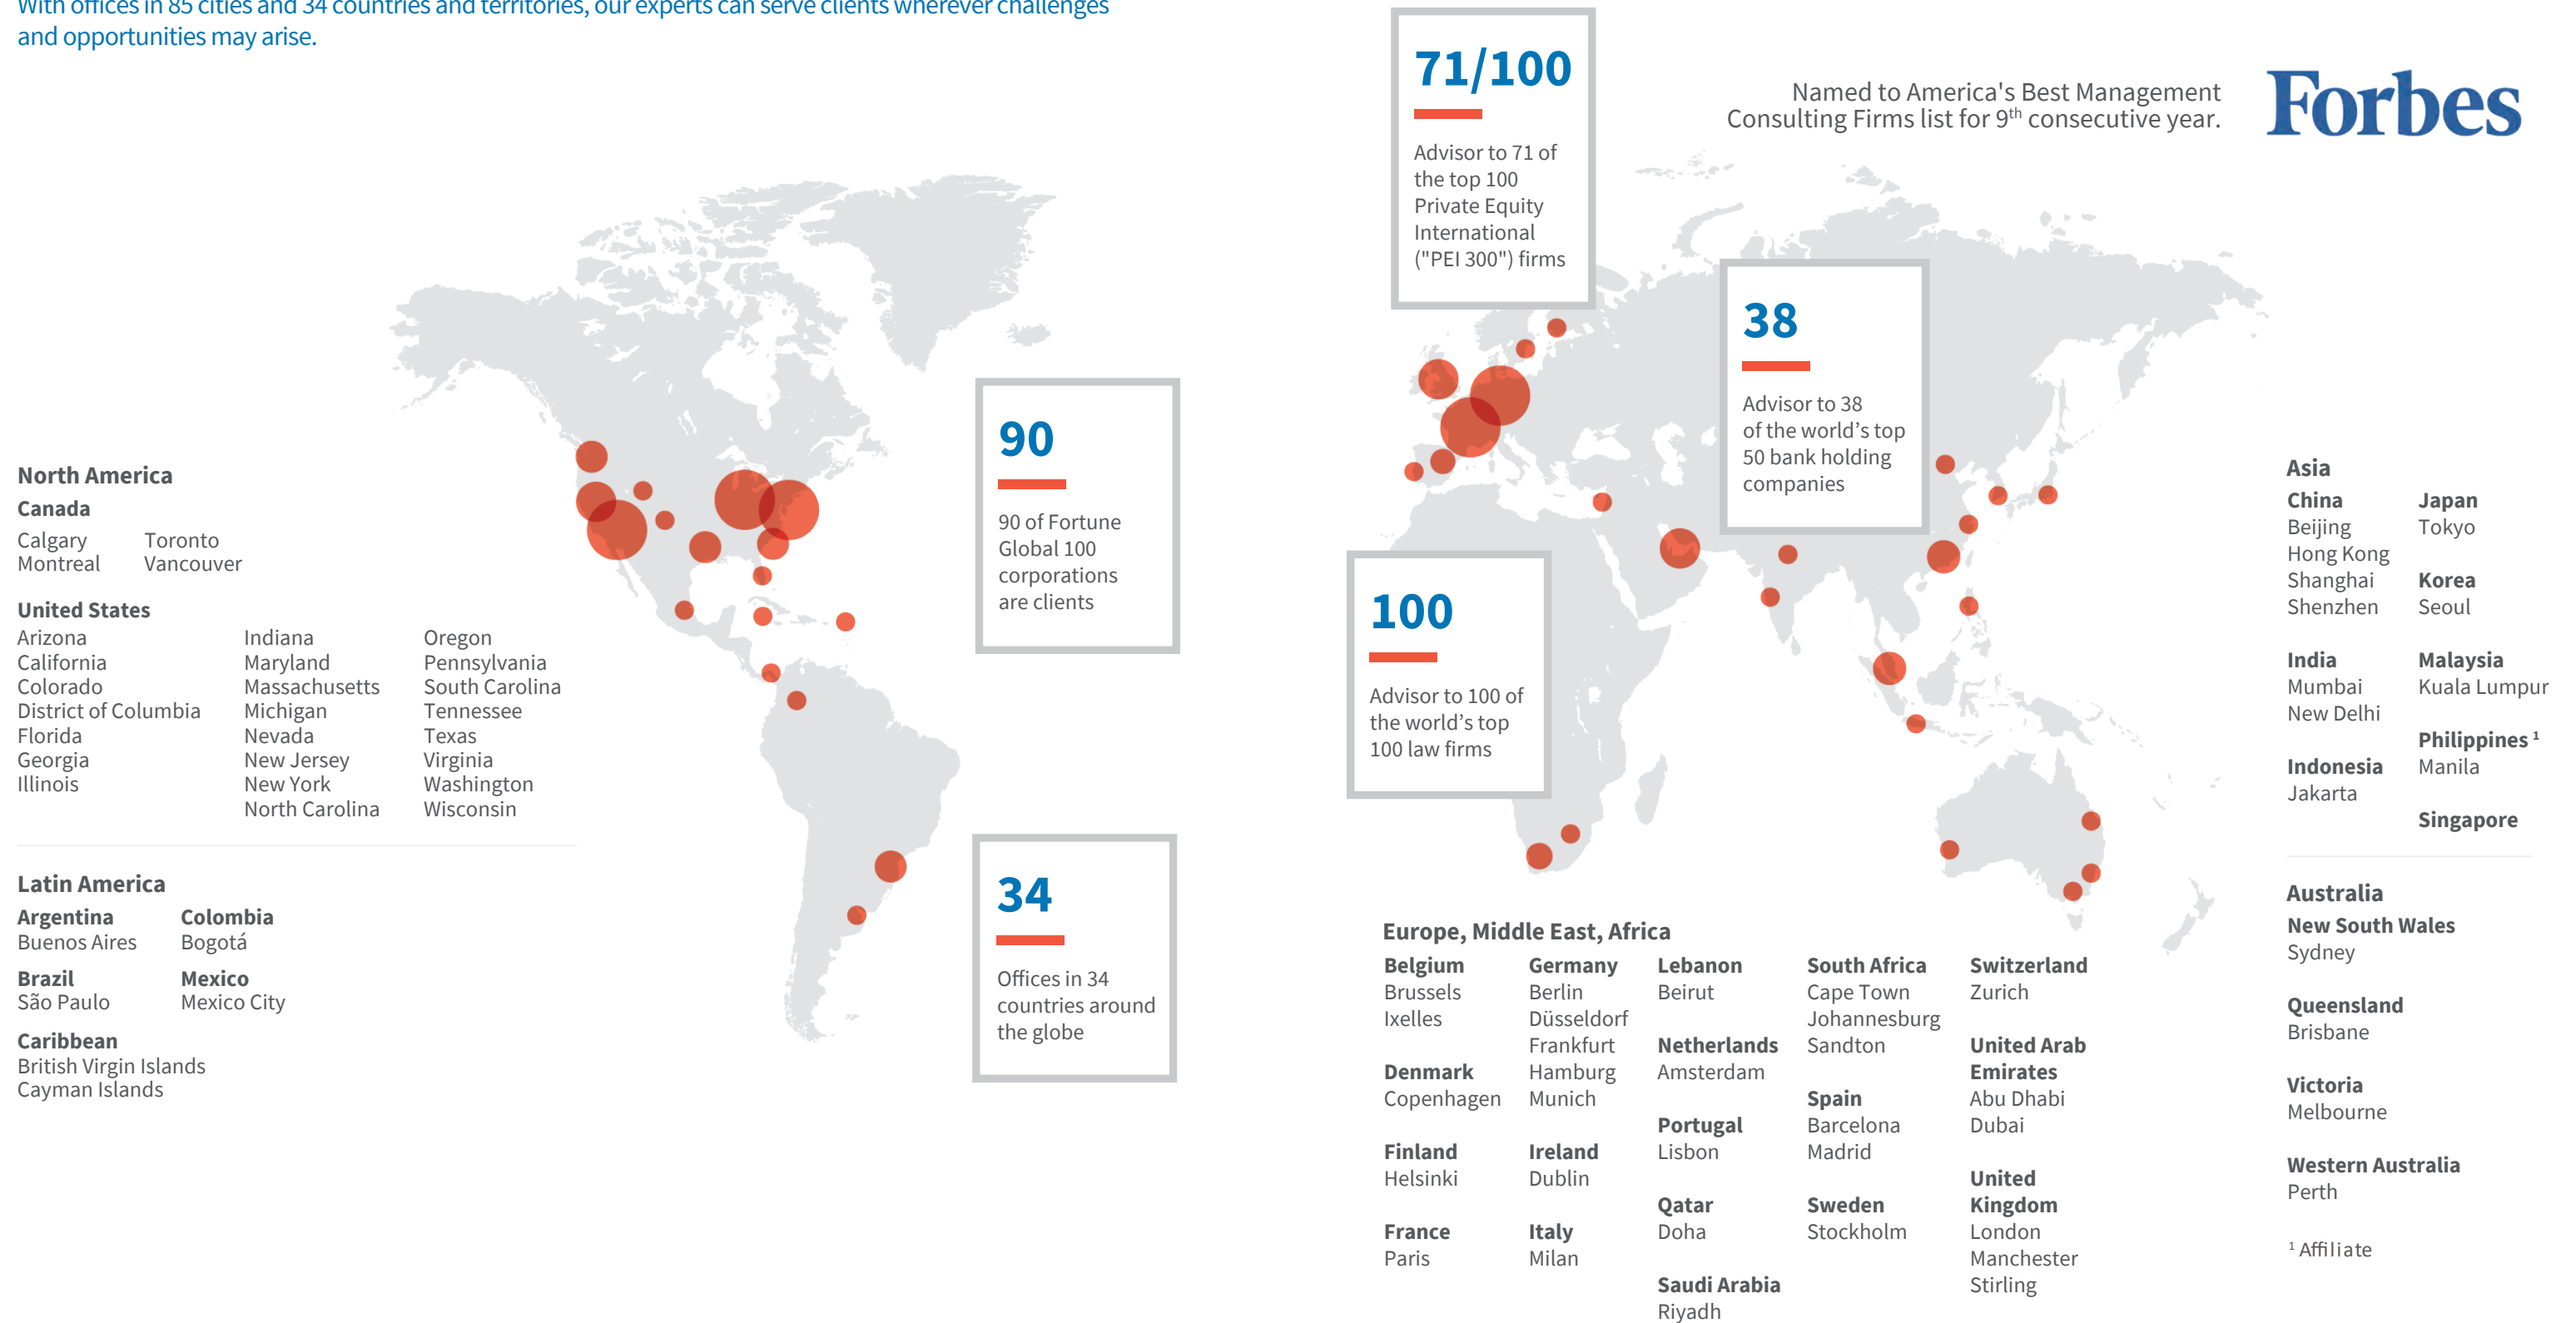 With offices in 85 cities and 34 countries and territories, our experts can serve clients wherever challenges
and opportunities may arise.
71/100
Advisor to 71 of
the top 100
Private Equity
International
("PEI 300") firms
Named to America's Best Management
Consulting Firms list for 9th consecutive year.
Forbes
38
Advisor to 38
of the world's top
50 bank holding
companies
90
90 of Fortune
Global 100
corporations
are clients
100
Advisor to 100 of
the world's top
100 law firms
34
Offices in 34
countries around
the globe
North America
Canada
Calgary Toronto
Montreal Vancouver
United States
Arizona Indiana Oregon
California Maryland Pennsylvania
Colorado Massachusetts South Carolina
District of Columbia Michigan Tennessee
Florida Nevada Texas
Georgia New Jersey Virginia
Illinois New York Washington
North Carolina Wisconsin
Latin America
Argentina Colombia
Buenos Aires Bogotá
Brazil Mexico
São Paulo Mexico City
Caribbean
British Virgin Islands
Cayman Islands
Europe, Middle East, Africa
Belgium
Brussels
Ixelles
Denmark
Copenhagen
Finland
Helsinki
France
Paris
Germany
Berlin
Düsseldorf
Frankfurt
Hamburg
Munich
Ireland
Dublin
Italy
Milan
Lebanon
Beirut
Netherlands
Amsterdam
Portugal
Lisbon
Qatar
Doha
Saudi Arabia
Riyadh
South Africa
Cape Town
Johannesburg
Sandton
Spain
Barcelona
Madrid
Sweden
Stockholm
Switzerland
Zurich
United Arab
Emirates
Abu Dhabi
Dubai
United
Kingdom
London
Manchester
Stirling
Asia
China
Beijing
Hong Kong
Shanghai
Shenzhen
India
Mumbai
New Delhi
Indonesia
Jakarta
Japan
Tokyo
Korea
Seoul
Malaysia
Kuala Lumpur
Philippines 1
Manila
Singapore
Australia
New South Wales
Sydney
Queensland
Brisbane
Victoria
Melbourne
Western Australia
Perth
1 Affiliate